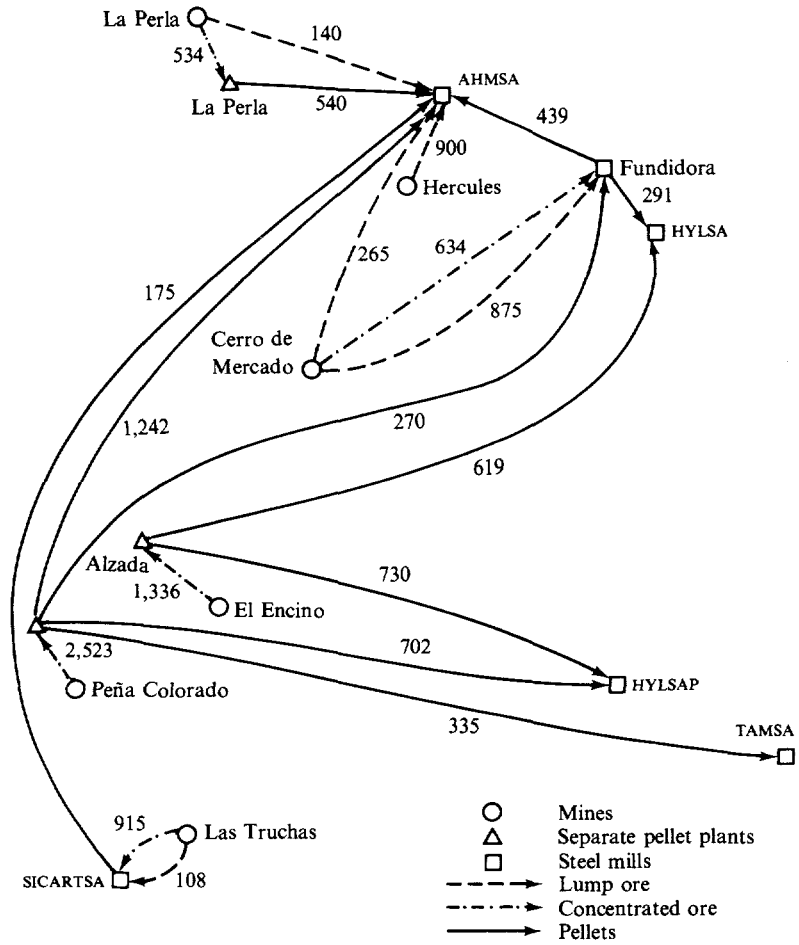 La Perla
140
534
AHMSA
La Perla
540
439
900
Fundidora
Hercules
291
HYLSA
634
265
175
875
Cerro de
Mercado
1,242
270
619
Alzada
730
1,336
El Encino
702
2,523
Peña Colorado
HYLSAP
335
TAMSA
915
Las Truchas
108
SICARTSA
Mines
Separate pellet plants
Steel mills
Lump ore
Concentrated ore
Pellets